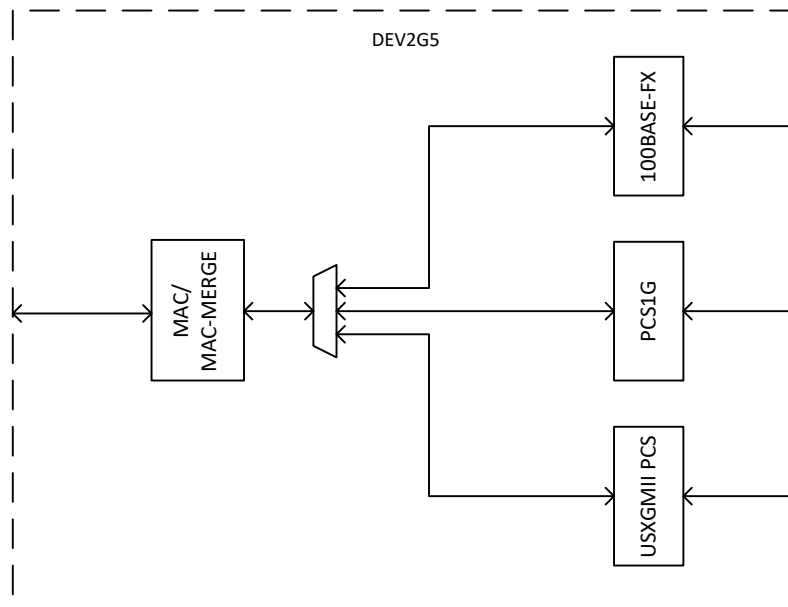 DEV2G5
100BASE-FX
MAC/
MAC-MERGE
PCS1G
USXGMII PCS